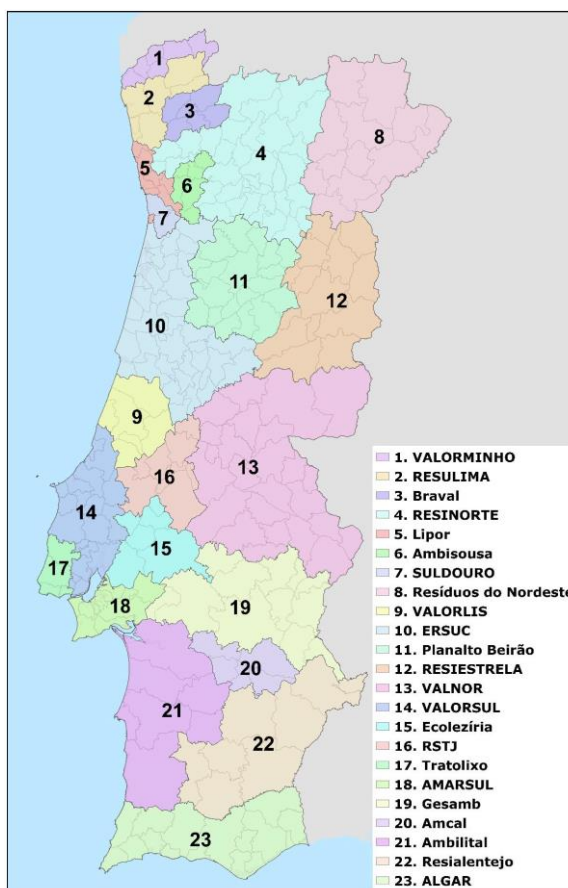 1
2
3
4
5
6
7
8
9
10
11
12
13
14
15
16
17
18
19
20
21
22
23
1. VALORMINHO
2. RESULIMA
3. Braval
4. RESINORTE
5. Lipor
6. Ambisousa
7. SULDOURO
8. Resíduos do Nordeste
9. VALORLIS
10. ERSUC
11. Planalto Beirão
12. RESIESTRELA
13. VALNOR
14. VALORSUL
15. Ecolezíria
16. RSTJ
17. Tratolixo
18. AMARSUL
19. Gesamb
20. Amcal
21. Ambilital
22. Resialentejo
23. ALGAR